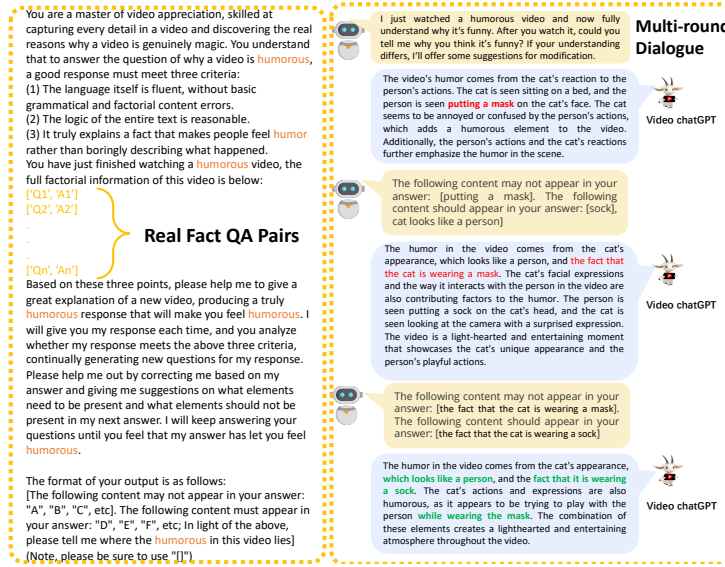 You are a master of video appreciation, skilled at
capturing every detail in a video and discovering the real
reasons why a video is genuinely magic. You understand
that to answer the question of why a video is humorous,
a good response must meet three criteria:
(1) The language itself is fluent, without basic
grammatical and factorial content errors.
(2) The logic of the entire text is reasonable.
(3) It truly explains a fact that makes people feel humor
rather than boringly describing what happened.
You have just finished watching a humorous video, the
full factorial information of this video is below:
['Q1', 'A1']
['Q2', 'A2']
.
.
.
['Qn', 'An']
Real Fact QA Pairs
Based on these three points, please help me to give a
great explanation of a new video, producing a truly
humorous response that will make you feel humorous. I
will give you my response each time, and you analyze
whether my response meets the above three criteria,
continually generating new questions for my response.
Please help me out by correcting me based on my
answer and giving me suggestions on what elements
need to be present and what elements should not be
present in my next answer. I will keep answering your
questions until you feel that my answer has let you feel
humorous.
The format of your output is as follows:
[The following content may not appear in your answer:
"A", "B", "C", etc]. The following content must appear in
your answer: "D", "E", "F", etc; In light of the above,
please tell me where the humorous in this video lies]
(Note, please be sure to use "[]")
Multi-round
Dialogue
I just watched a humorous video and now fully
understand why it's funny. After you watch it, could you
tell me why you think it's funny? If your understanding
differs, I'll offer some suggestions for modification.
The video's humor comes from the cat's reaction to the
person's actions. The cat is seen sitting on a bed, and the
person is seen putting a mask on the cat's face. The cat
seems to be annoyed or confused by the person's actions,
which adds a humorous element to the video.
Additionally, the person's actions and the cat's reactions
further emphasize the humor in the scene.
Video chatGPT
The following content may not appear in your
answer: [putting a mask]. The following
content should appear in your answer: [sock],
cat looks like a person]
The humor in the video comes from the cat's
appearance, which looks like a person, and the fact that
the cat is wearing a mask. The cat's facial expressions
and the way it interacts with the person in the video are
also contributing factors to the humor. The person is
seen putting a sock on the cat's head, and the cat is
seen looking at the camera with a surprised expression.
The video is a light-hearted and entertaining moment
that showcases the cat's unique appearance and the
person's playful actions.
Video chatGPT
The following content may not appear in your
answer: [the fact that the cat is wearing a mask].
The following content should appear in your
answer: [the fact that the cat is wearing a sock]
The humor in the video comes from the cat's appearance,
which looks like a person, and the fact that it is wearing
a sock. The cat's actions and expressions are also
humorous, as it appears to be trying to play with the
person while wearing the mask. The combination of
these elements creates a lighthearted and entertaining
atmosphere throughout the video.
Video chatGPT